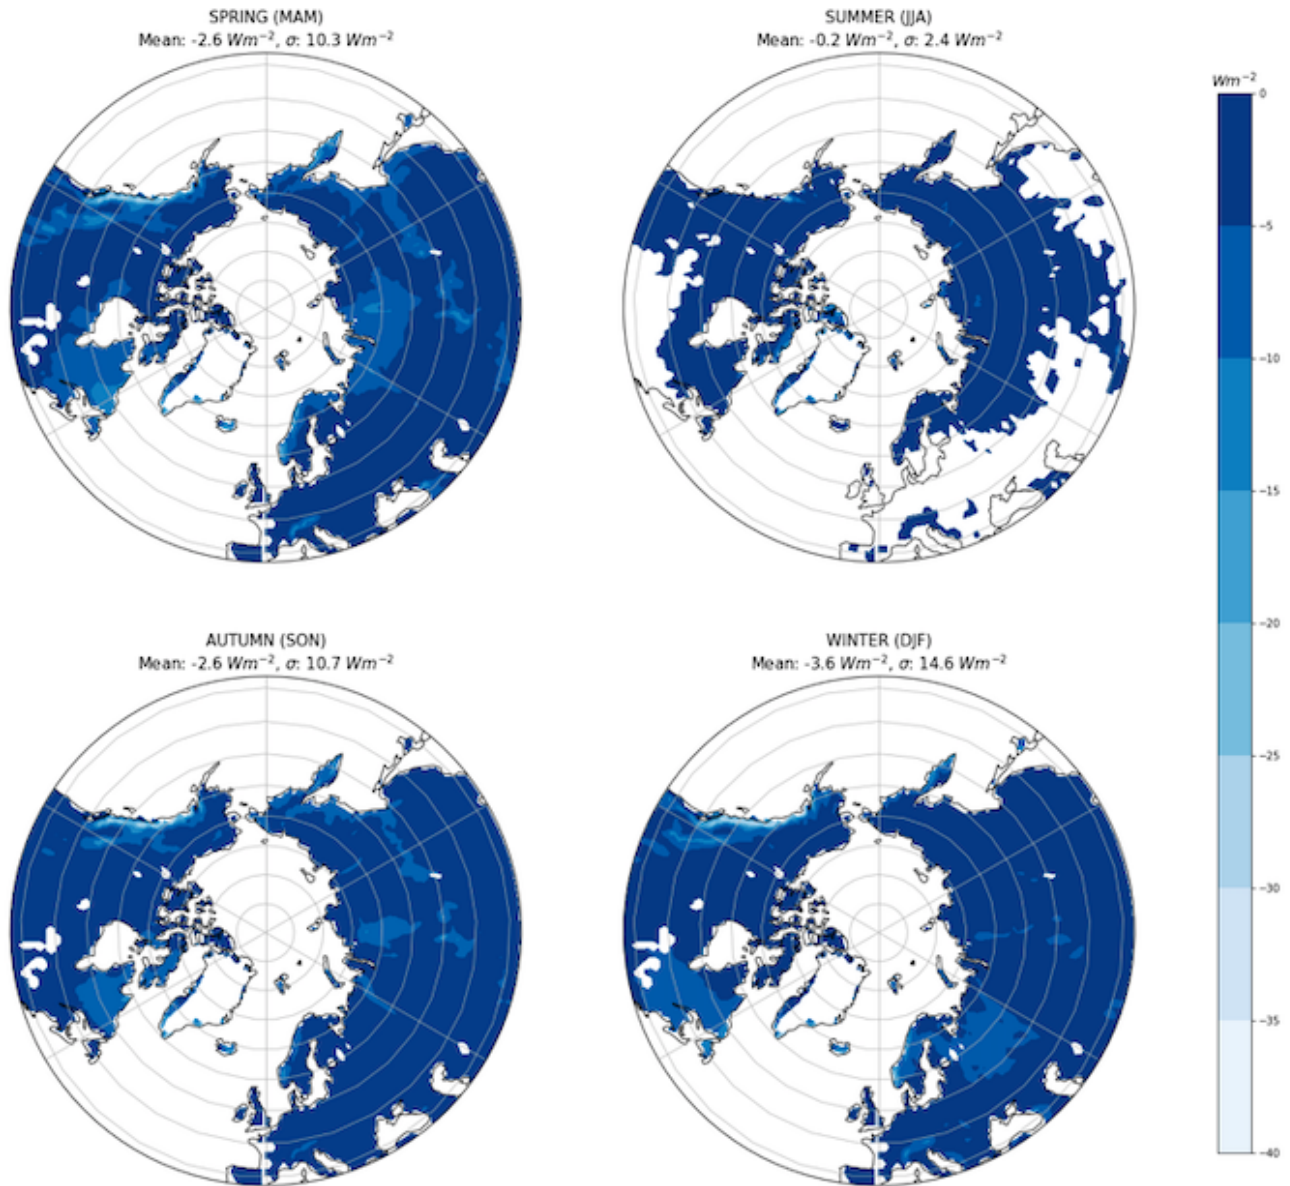 SPRING (MAM)
Mean: -2.6 Wm⁻², σ: 10.3 Wm⁻²
SUMMER (JJA)
Mean: -0.2 Wm⁻², σ: 2.4 Wm⁻²
Wm⁻²
0
−5
−10
−15
−20
−25
−30
−35
−40
AUTUMN (SON)
Mean: -2.6 Wm⁻², σ: 10.7 Wm⁻²
WINTER (DJF)
Mean: -3.6 Wm⁻², σ: 14.6 Wm⁻²